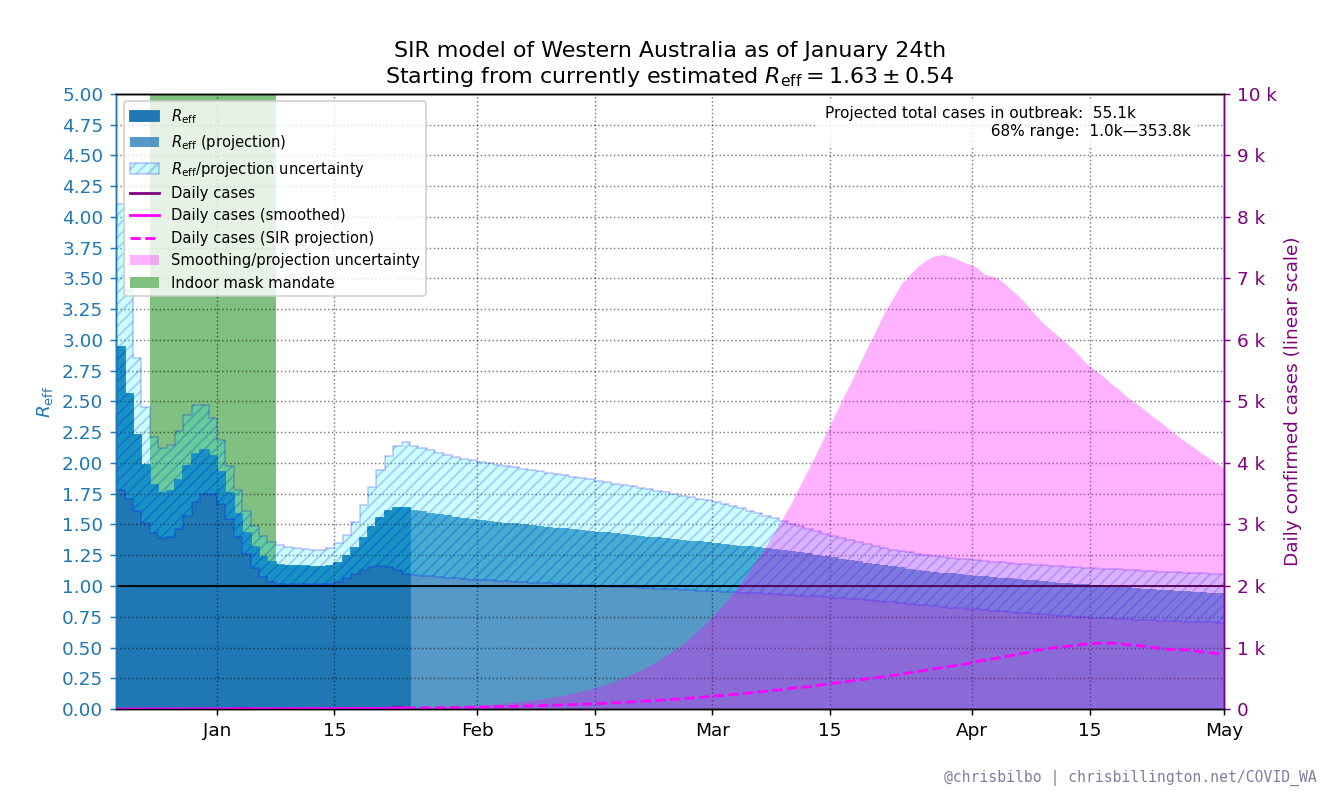 SIR model of Western Australia as of January 24th
Starting from currently estimated R_eff = 1.63 ± 0.54
5.00
4.75
4.50
4.25
4.00
3.75
3.50
3.25
3.00
2.75
2.50
2.25
2.00
1.75
1.50
1.25
1.00
0.75
0.50
0.25
0.00
R_eff
R_eff
R_eff (projection)
R_eff/projection uncertainty
Daily cases
Daily cases (smoothed)
Daily cases (SIR projection)
Smoothing/projection uncertainty
Indoor mask mandate
Projected total cases in outbreak: 55.1k
68% range: 1.0k—353.8k
10 k
9 k
8 k
7 k
6 k
5 k
4 k
3 k
2 k
1 k
0
Daily confirmed cases (linear scale)
Jan 15 Feb 15 Mar 15 Apr 15 May
@chrisbilbo | chrisbillington.net/COVID_WA